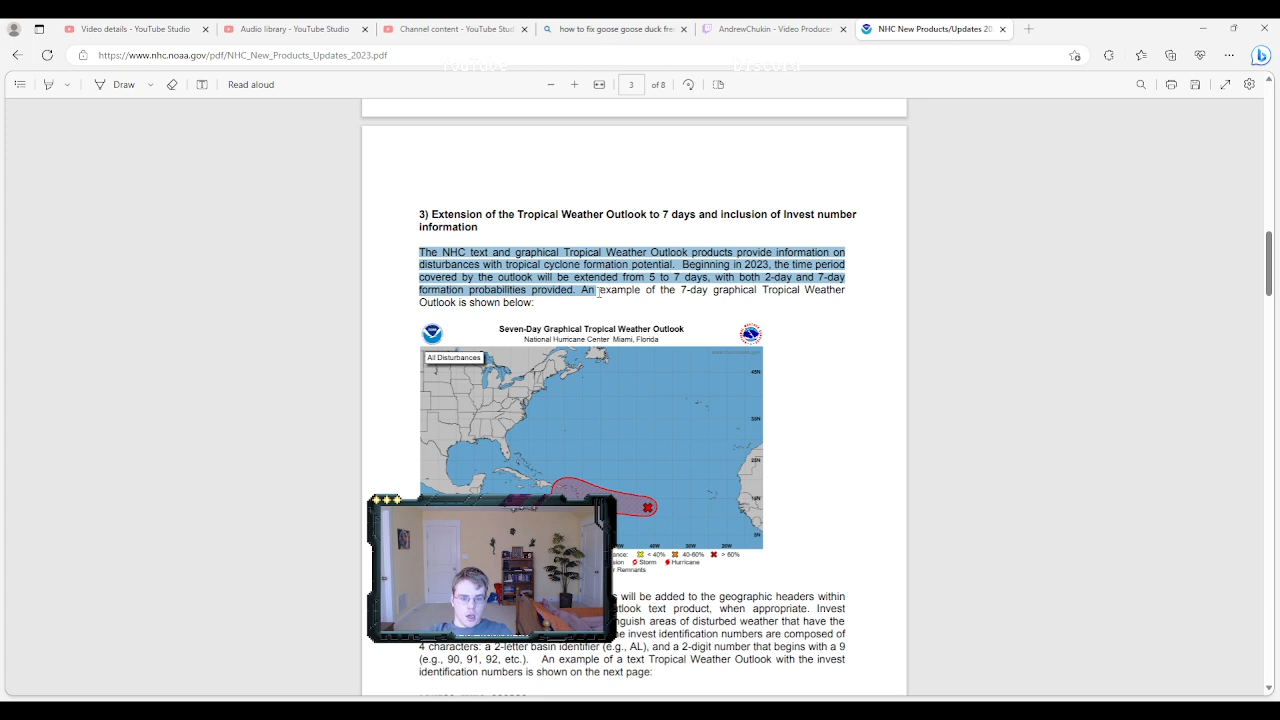 Video details - YouTube Studio
Audio library - YouTube Studio
Channel content - YouTube Stud
how to fix goose goose duck free
AndrewChukin - Video Producer
NHC New Products/Updates 20
https://www.nhc.noaa.gov/pdf/NHC_New_Products_Updates_2023.pdf
YouTube
Discord
Draw
Read aloud
3
of 8
3) Extension of the Tropical Weather Outlook to 7 days and inclusion of Invest number
information
The NHC text and graphical Tropical Weather Outlook products provide information on
disturbances with tropical cyclone formation potential. Beginning in 2023, the time period
covered by the outlook will be extended from 5 to 7 days, with both 2-day and 7-day
formation probabilities provided. An example of the 7-day graphical Tropical Weather
Outlook is shown below:
Seven-Day Graphical Tropical Weather Outlook
National Hurricane Center Miami, Florida
All Disturbances
< 40%
40-60%
> 60%
Storm
Hurricane
Remnants
will be added to the geographic headers within
text product, when appropriate. Invest
areas of disturbed weather that have the
invest identification numbers are composed of
4 characters: a 2-letter basin identifier (e.g., AL), and a 2-digit number that begins with a 9
(e.g., 90, 91, 92, etc.). An example of a text Tropical Weather Outlook with the invest
identification numbers is shown on the next page: